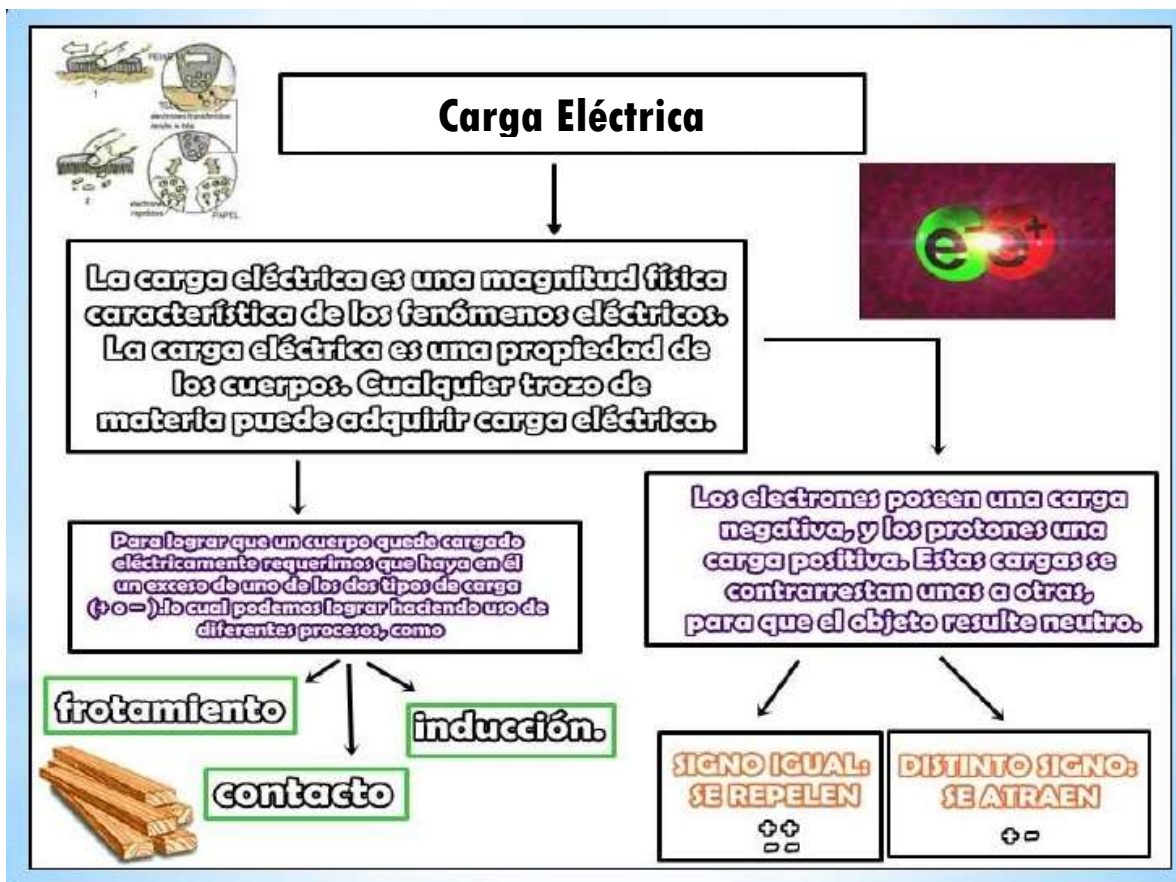 Carga Eléctrica
1
2
electrones transferidos
PAPEL
e- e+
La carga eléctrica es una magnitud física
característica de los fenómenos eléctricos.
La carga eléctrica es una propiedad de
los cuerpos. Cualquier trozo de
materia puede adquirir carga eléctrica.
Para lograr que un cuerpo quede cargado
eléctricamente requerimos que haya en él
un exceso de uno de los dos tipos de carga
(+ o – ).lo cual podemos lograr haciendo uso de
diferentes procesos, como
frotamiento
contacto
inducción.
Los electrones poseen una carga
negativa, y los protones una
carga positiva. Estas cargas se
contrarrestan unas a otras,
para que el objeto resulte neutro.
SIGNO IGUAL:
SE REPELEN
++
--
DISTINTO SIGNO:
SE ATRAEN
+-